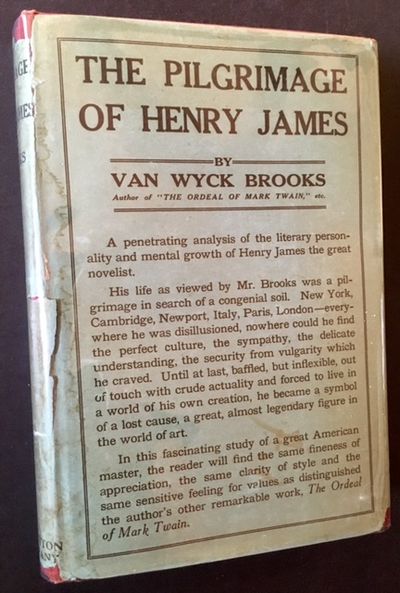 THE PILGRIMAGE
OF HENRY JAMES
BY
VAN WYCK BROOKS
Author of "THE ORDEAL OF MARK TWAIN," etc.
A penetrating analysis of the literary person-
ality and mental growth of Henry James the great
novelist.
His life as viewed by Mr. Brooks was a pil-
grimage in search of a congenial soil. New York,
Cambridge, Newport, Italy, Paris, London—every-
where he was disillusioned, nowhere could he find
the perfect culture, the sympathy, the delicate
understanding, the security from vulgarity which
he craved. Until at last, baffled, but inflexible, out
of touch with crude actuality and forced to live in
a world of his own creation, he became a symbol
of a lost cause, a great, almost legendary figure in
the world of art.
In this fascinating study of a great American
master, the reader will find the same fineness of
appreciation, the same clarity of style and the
same sensitive feeling for values as distinguished
the author's other remarkable work, The Ordeal
of Mark Twain.
AGE
JAMES
KS
TON
ANY